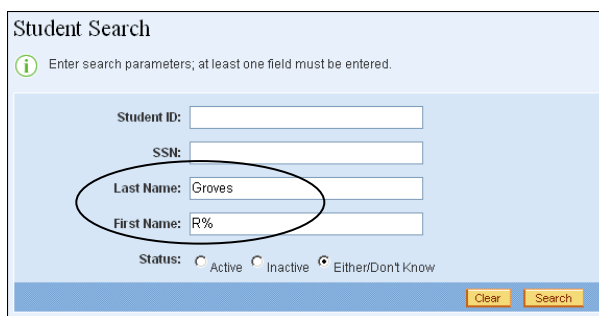 Student Search
Enter search parameters; at least one field must be entered.
Student ID:
SSN:
Last Name: Groves
First Name: R%
Status: Active Inactive Either/Don't Know
Clear Search